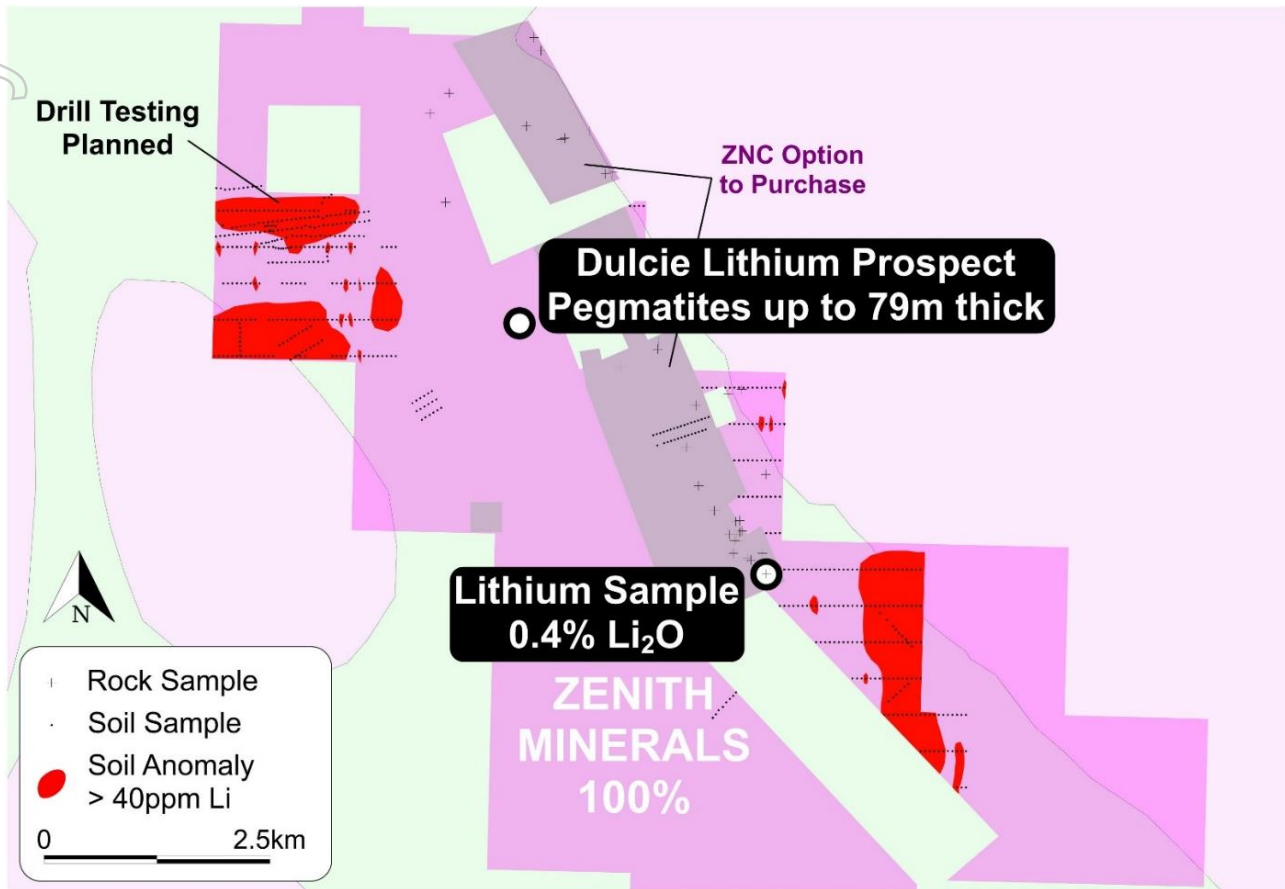 Drill Testing
Planned
ZNC Option
to Purchase
Dulcie Lithium Prospect
Pegmatites up to 79m thick
Lithium Sample
0.4% Li₂O
ZENITH
MINERALS
100%
N
Rock Sample
Soil Sample
Soil Anomaly
> 40ppm Li
0 2.5km